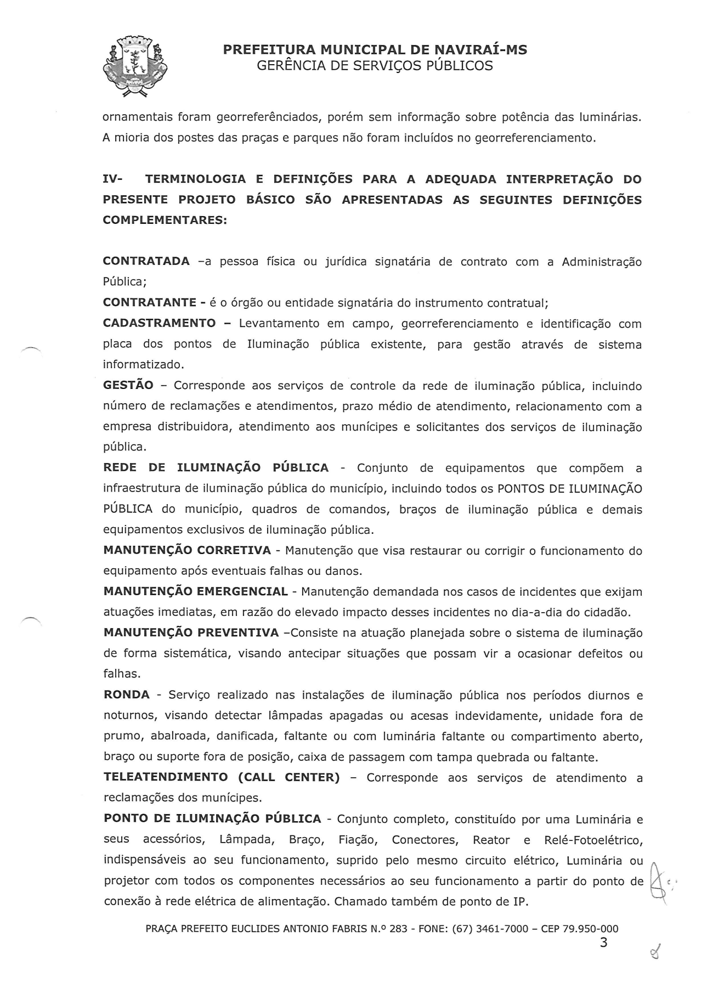 PREFEITURA MUNICIPAL DE NAVIRAÍ-MS
GERÊNCIA DE SERVIÇOS PÚBLICOS
ornamentais foram georreferênciados, porém sem informação sobre potência das luminárias.
A mioria dos postes das praças e parques não foram incluídos no georreferenciamento.
IV- TERMINOLOGIA E DEFINIÇÕES PARA A ADEQUADA INTERPRETAÇÃO DO
PRESENTE PROJETO BÁSICO SÃO APRESENTADAS AS SEGUINTES DEFINIÇÕES
COMPLEMENTARES:
CONTRATADA –a pessoa física ou jurídica signatária de contrato com a Administração
Pública;
CONTRATANTE - é o órgão ou entidade signatária do instrumento contratual;
CADASTRAMENTO – Levantamento em campo, georreferenciamento e identificação com
placa dos pontos de Iluminação pública existente, para gestão através de sistema
informatizado.
GESTÃO – Corresponde aos serviços de controle da rede de iluminação pública, incluindo
número de reclamações e atendimentos, prazo médio de atendimento, relacionamento com a
empresa distribuidora, atendimento aos munícipes e solicitantes dos serviços de iluminação
pública.
REDE DE ILUMINAÇÃO PÚBLICA - Conjunto de equipamentos que compõem a
infraestrutura de iluminação pública do município, incluindo todos os PONTOS DE ILUMINAÇÃO
PÚBLICA do município, quadros de comandos, braços de iluminação pública e demais
equipamentos exclusivos de iluminação pública.
MANUTENÇÃO CORRETIVA - Manutenção que visa restaurar ou corrigir o funcionamento do
equipamento após eventuais falhas ou danos.
MANUTENÇÃO EMERGENCIAL - Manutenção demandada nos casos de incidentes que exijam
atuações imediatas, em razão do elevado impacto desses incidentes no dia-a-dia do cidadão.
MANUTENÇÃO PREVENTIVA –Consiste na atuação planejada sobre o sistema de iluminação
de forma sistemática, visando antecipar situações que possam vir a ocasionar defeitos ou
falhas.
RONDA - Serviço realizado nas instalações de iluminação pública nos períodos diurnos e
noturnos, visando detectar lâmpadas apagadas ou acesas indevidamente, unidade fora de
prumo, abalroada, danificada, faltante ou com luminária faltante ou compartimento aberto,
braço ou suporte fora de posição, caixa de passagem com tampa quebrada ou faltante.
TELEATENDIMENTO (CALL CENTER) – Corresponde aos serviços de atendimento a
reclamações dos munícipes.
PONTO DE ILUMINAÇÃO PÚBLICA - Conjunto completo, constituído por uma Luminária e
seus acessórios, Lâmpada, Braço, Fiação, Conectores, Reator e Relé-Fotoelétrico,
indispensáveis ao seu funcionamento, suprido pelo mesmo circuito elétrico, Luminária ou
projetor com todos os componentes necessários ao seu funcionamento a partir do ponto de
conexão à rede elétrica de alimentação. Chamado também de ponto de IP.
PRAÇA PREFEITO EUCLIDES ANTONIO FABRIS N.º 283 - FONE: (67) 3461-7000 – CEP 79.950-000
3